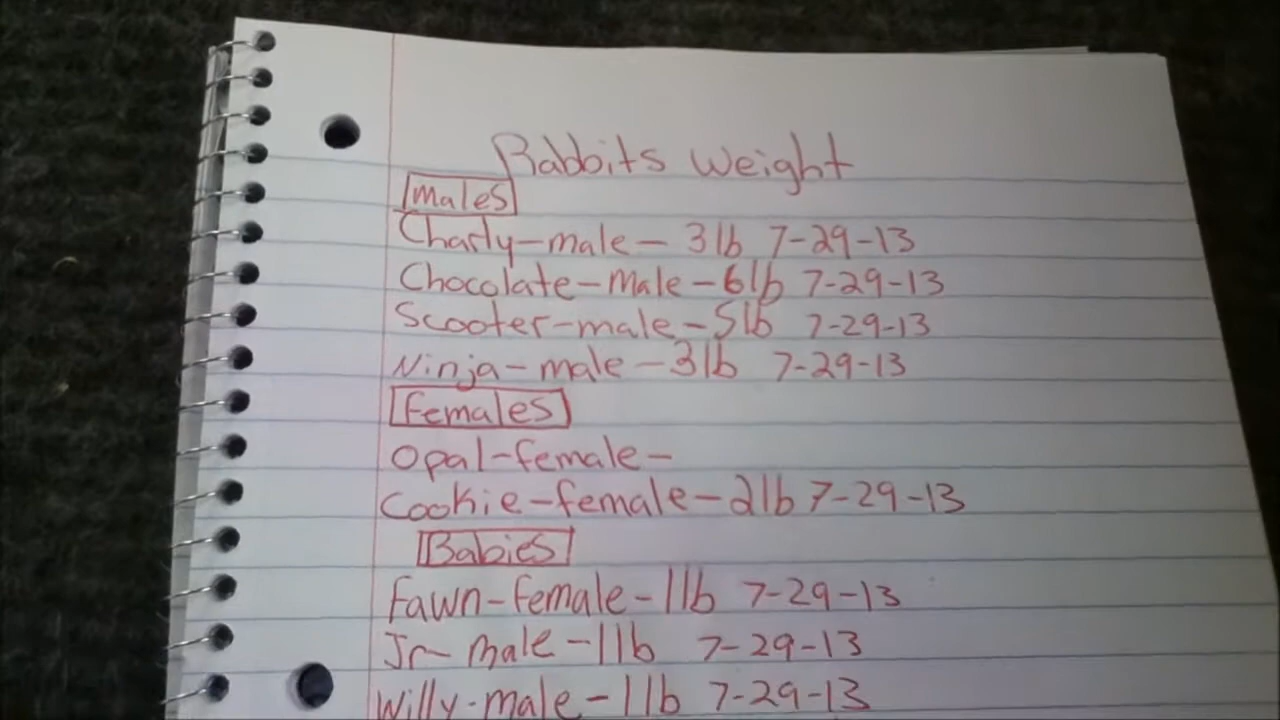 Rabbits Weight
Males
Charly-male- 3lb 7-29-13
Chocolate-male-6lb 7-29-13
Scooter-male-5lb 7-29-13
Ninja-male-3lb 7-29-13
Females
Opal-female-
Cookie-female-2lb 7-29-13
Babies
Fawn-female-1lb 7-29-13
Jr-male-1lb 7-29-13
Willy-male-1lb 7-29-13